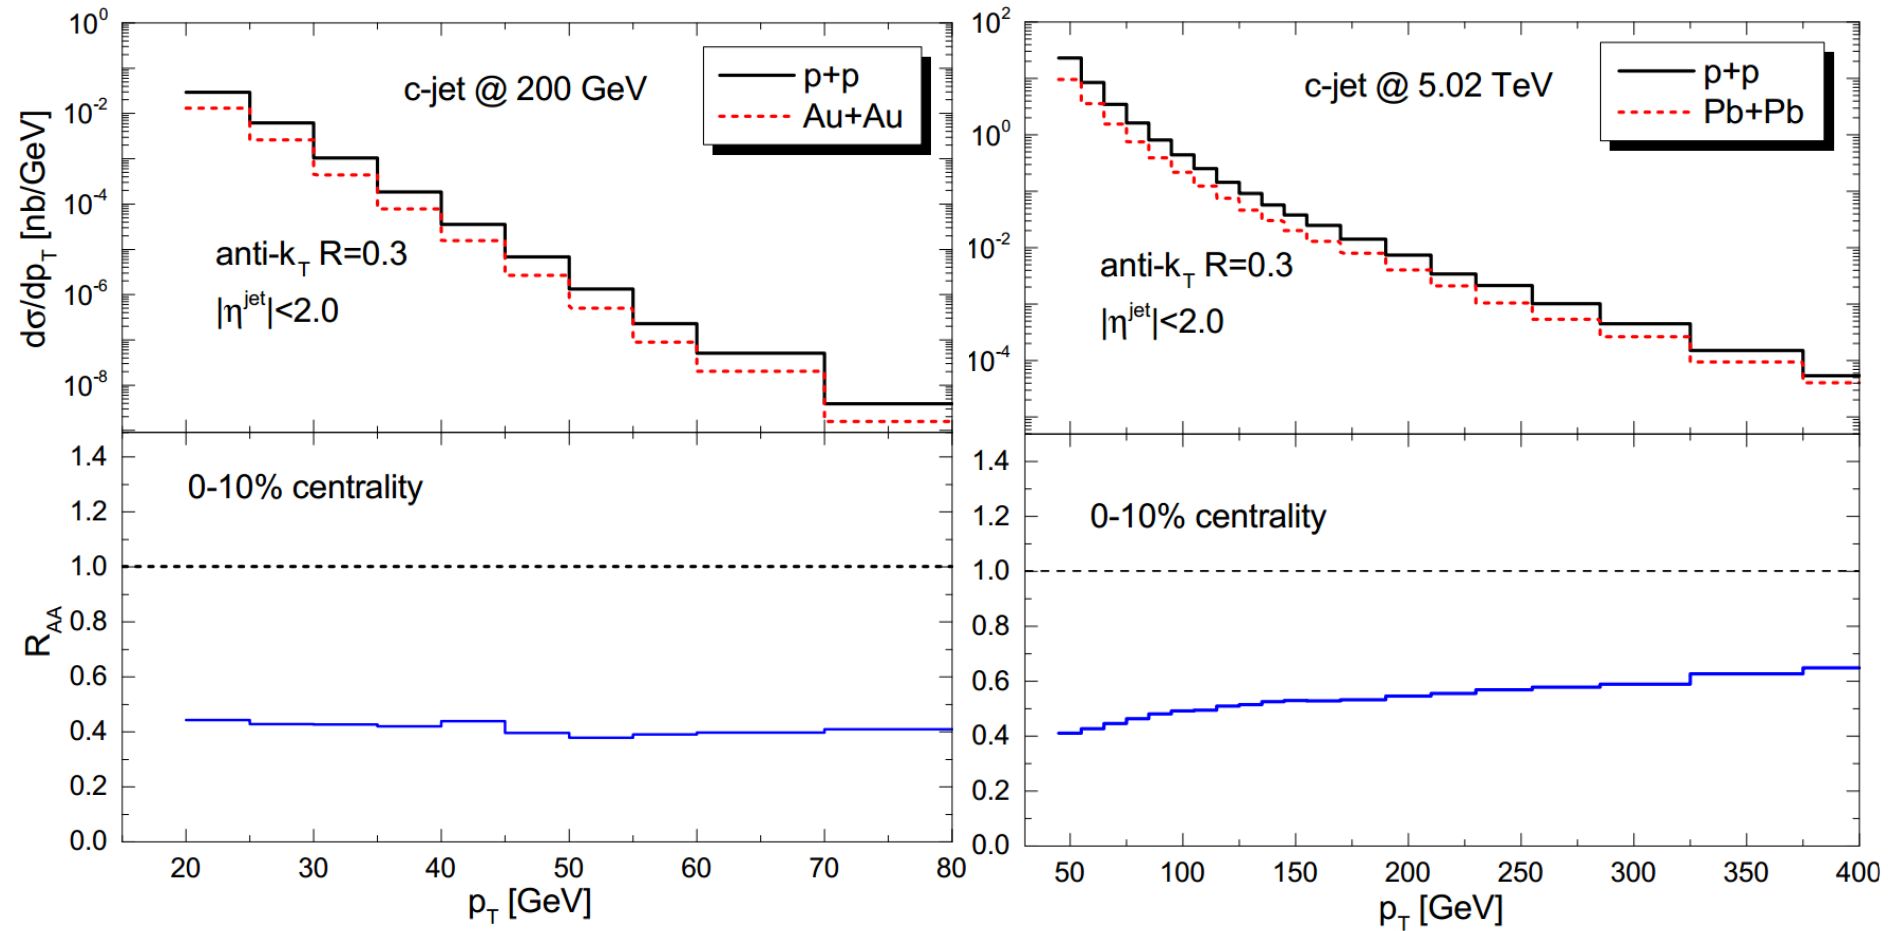 dσ/dp_T [nb/GeV]
10^0
10^-2
10^-4
10^-6
10^-8
c-jet @ 200 GeV
p+p
Au+Au
anti-k_T R=0.3
|η^jet|<2.0
10^2
10^0
10^-2
10^-4
c-jet @ 5.02 TeV
p+p
Pb+Pb
anti-k_T R=0.3
|η^jet|<2.0
R_AA
1.4
1.2
1.0
0.8
0.6
0.4
0.2
0.0
0-10% centrality
20 30 40 50 60 70 80
p_T [GeV]
1.4
1.2
1.0
0.8
0.6
0.4
0.2
0.0
0-10% centrality
50 100 150 200 250 300 350 400
p_T [GeV]